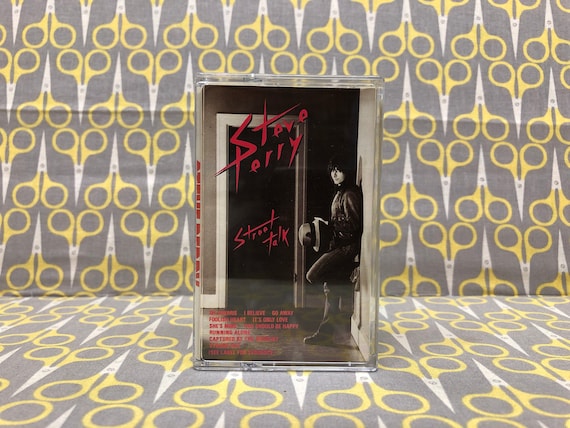 Steve
Perry
Street
Talk
I BELIEVE GO AWAY
FOOLISH HEART IT'S ONLY LOVE
SHE'S MINE YOU SHOULD BE HAPPY
RUNNING ALONE
CAPTURED BY THE MOMENT